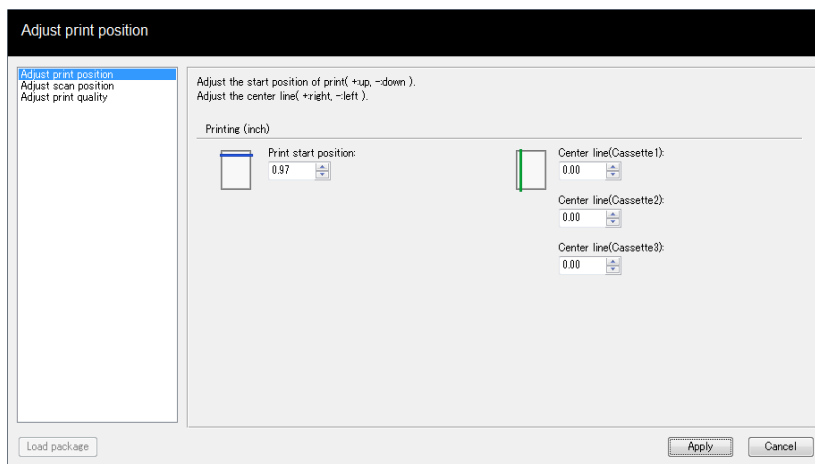 Adjust print position
Adjust print position
Adjust scan position
Adjust print quality
Adjust the start position of print( +:up, -:down ).
Adjust the center line( +:right, -:left ).
Printing (inch)
Print start position:
0.97
Center line(Cassette1):
0.00
Center line(Cassette2):
0.00
Center line(Cassette3):
0.00
Load package
Apply
Cancel